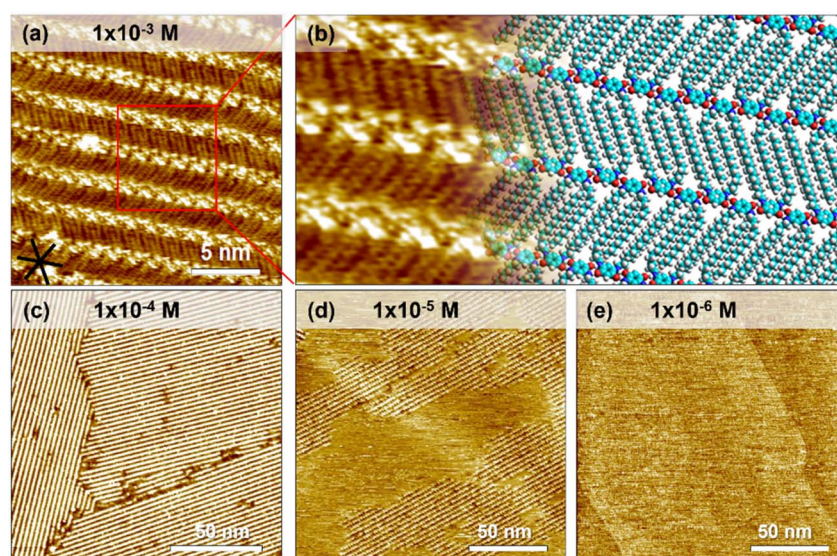 (a) 1x10⁻³ M
5 nm
(b)
(c) 1x10⁻⁴ M
50 nm
(d) 1x10⁻⁵ M
50 nm
(e) 1x10⁻⁶ M
50 nm